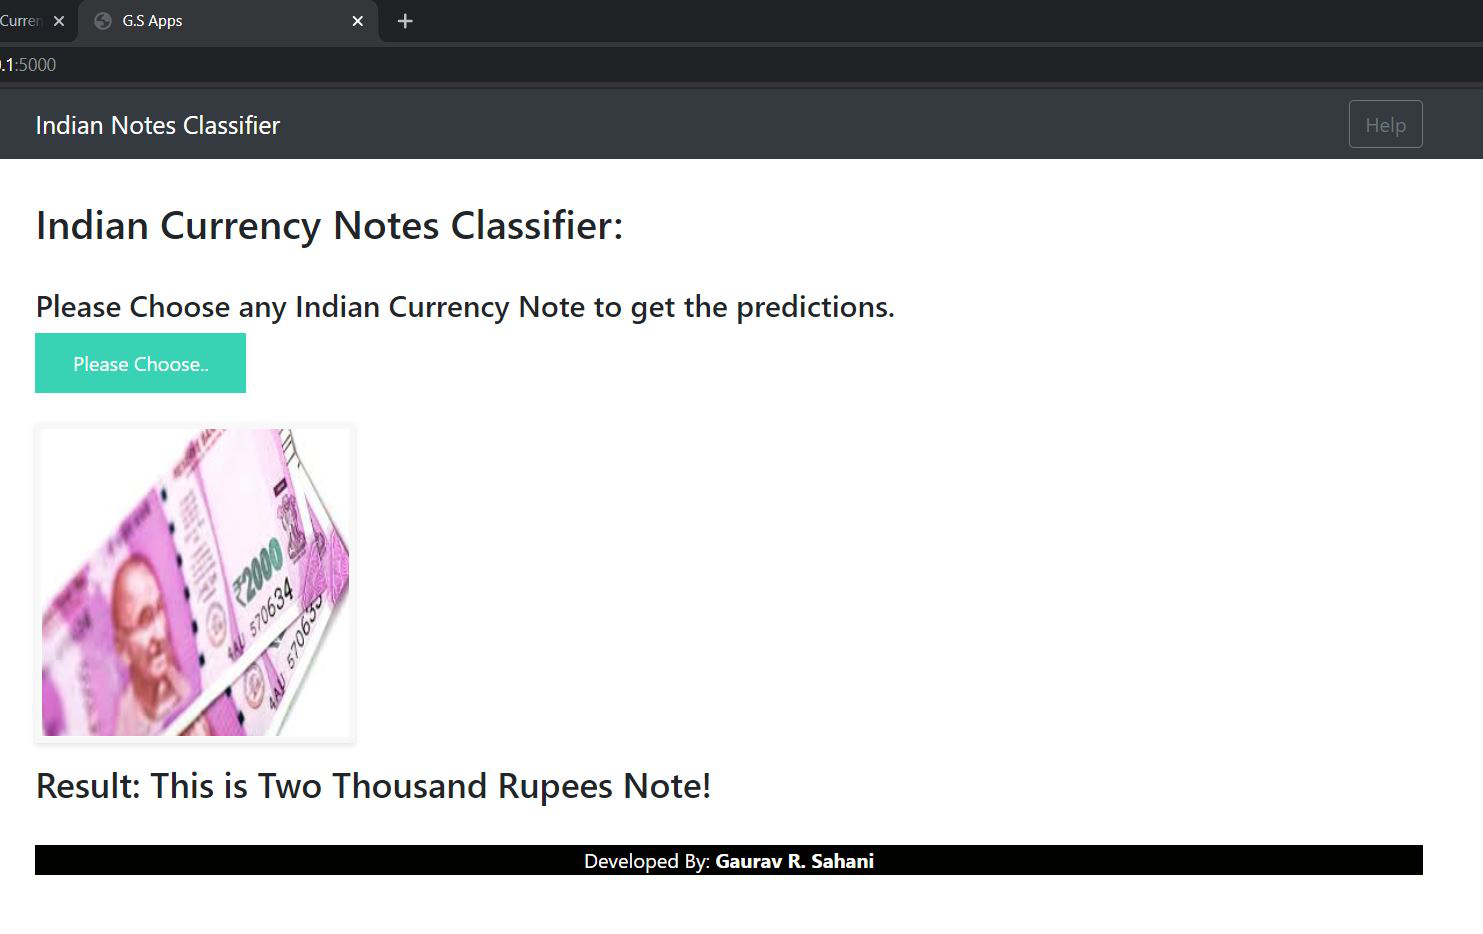 Curren
G.S Apps
.1:5000
Indian Notes Classifier
Help
Indian Currency Notes Classifier:
Please Choose any Indian Currency Note to get the predictions.
Please Choose..
₹2000
4AU 570634
4AU 570633
Result: This is Two Thousand Rupees Note!
Developed By: Gaurav R. Sahani